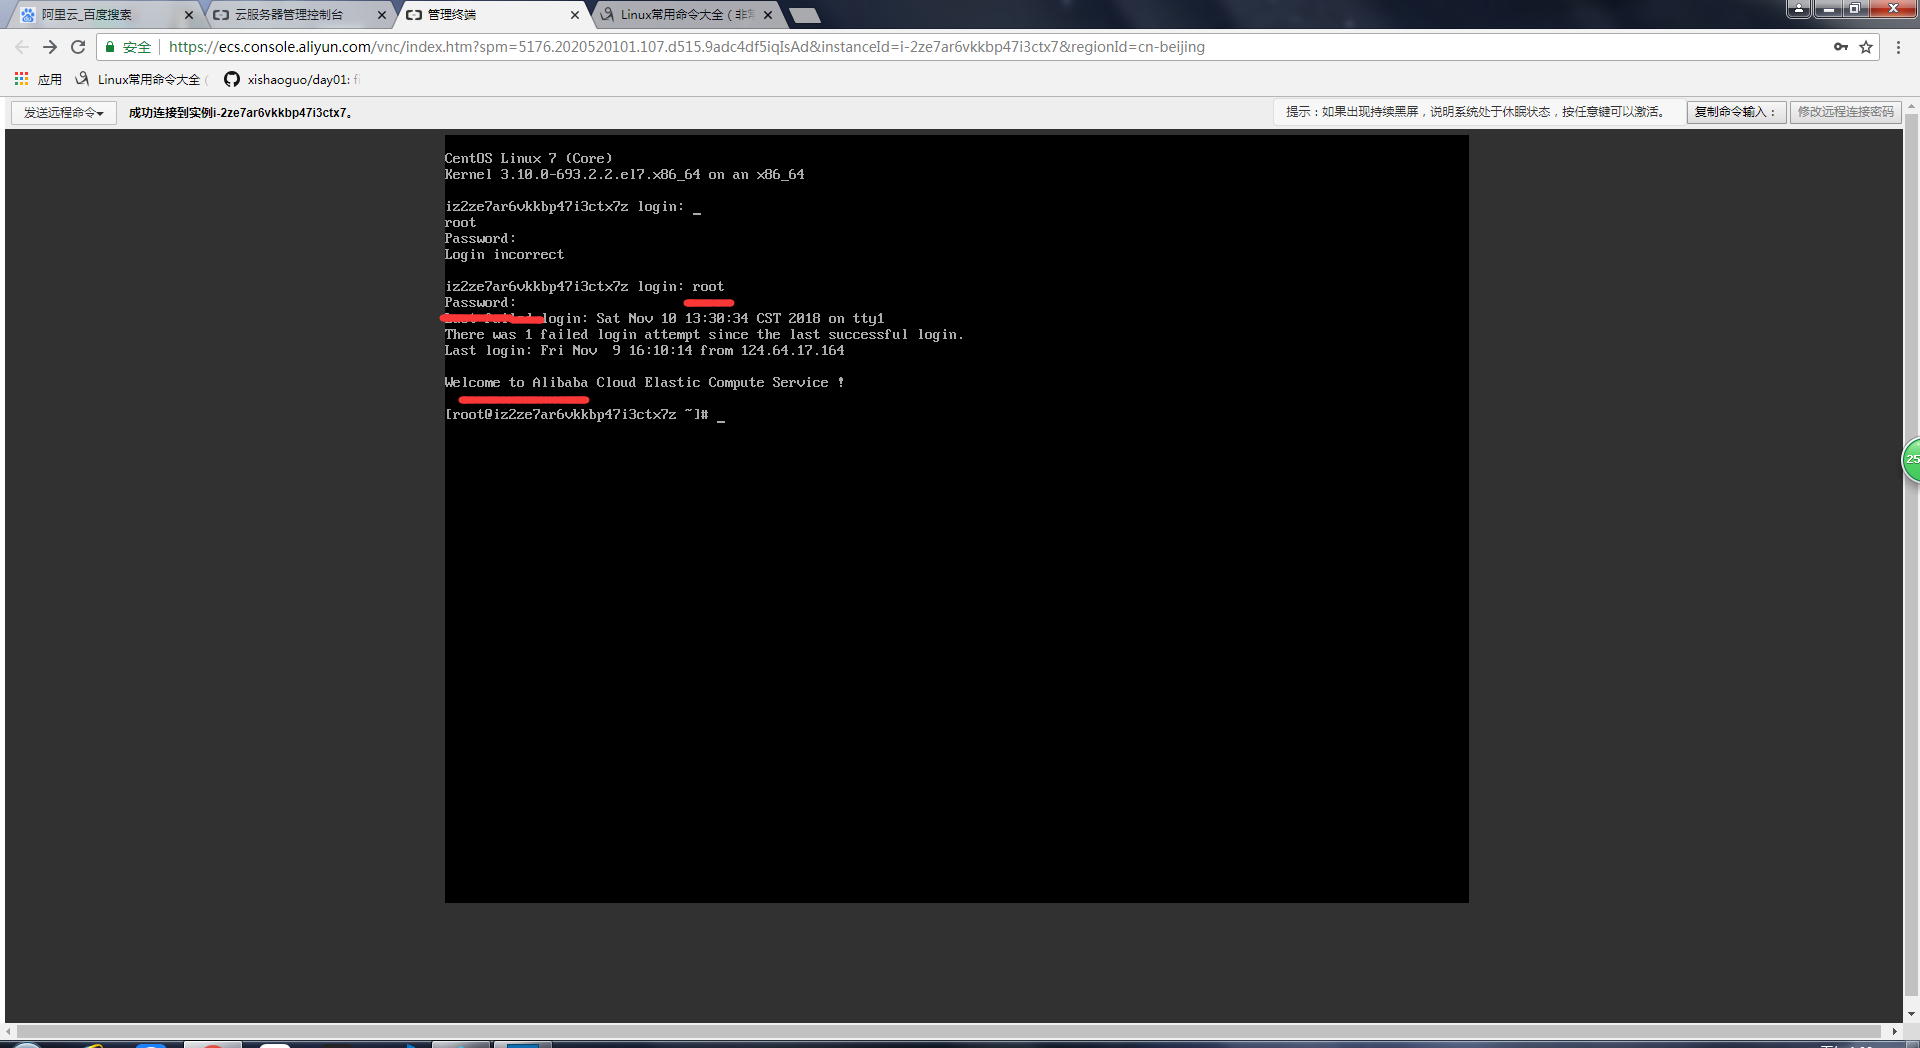 阿里云_百度搜索
云服务器管理控制台
管理终端
Linux常用命令大全（非常
安全
https://ecs.console.aliyun.com/vnc/index.htm?spm=5176.2020520101.107.d515.9adc4df5iqIsAd&instanceId=i-2ze7ar6vkkbp47i3ctx7&regionId=cn-beijing
应用
Linux常用命令大全（
xishaoguo/day01: fi
发送远程命令
成功连接到实例i-2ze7ar6vkkbp47i3ctx7。
提示：如果出现持续黑屏，说明系统处于休眠状态，按任意键可以激活。
复制命令输入：
修改远程连接密码
CentOS Linux 7 (Core)
Kernel 3.10.0-693.2.2.el7.x86_64 on an x86_64
iz2ze7ar6vkkbp47i3ctx7z login: _
root
Password:
Login incorrect
iz2ze7ar6vkkbp47i3ctx7z login: root
Password:
Last failed login: Sat Nov 10 13:30:34 CST 2018 on tty1
There was 1 failed login attempt since the last successful login.
Last login: Fri Nov  9 16:10:14 from 124.64.17.164
Welcome to Alibaba Cloud Elastic Compute Service !
[root@iz2ze7ar6vkkbp47i3ctx7z ~]# _
25